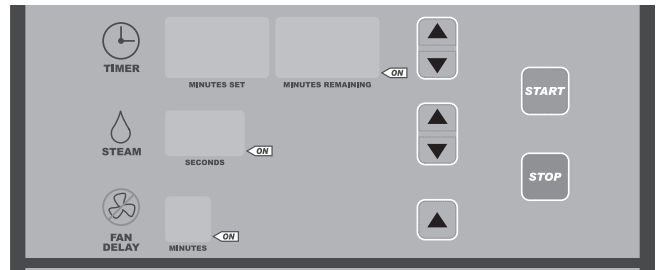 TIMER
MINUTES SET
MINUTES REMAINING
ON
START
STEAM
SECONDS
ON
STOP
FAN
DELAY
MINUTES
ON